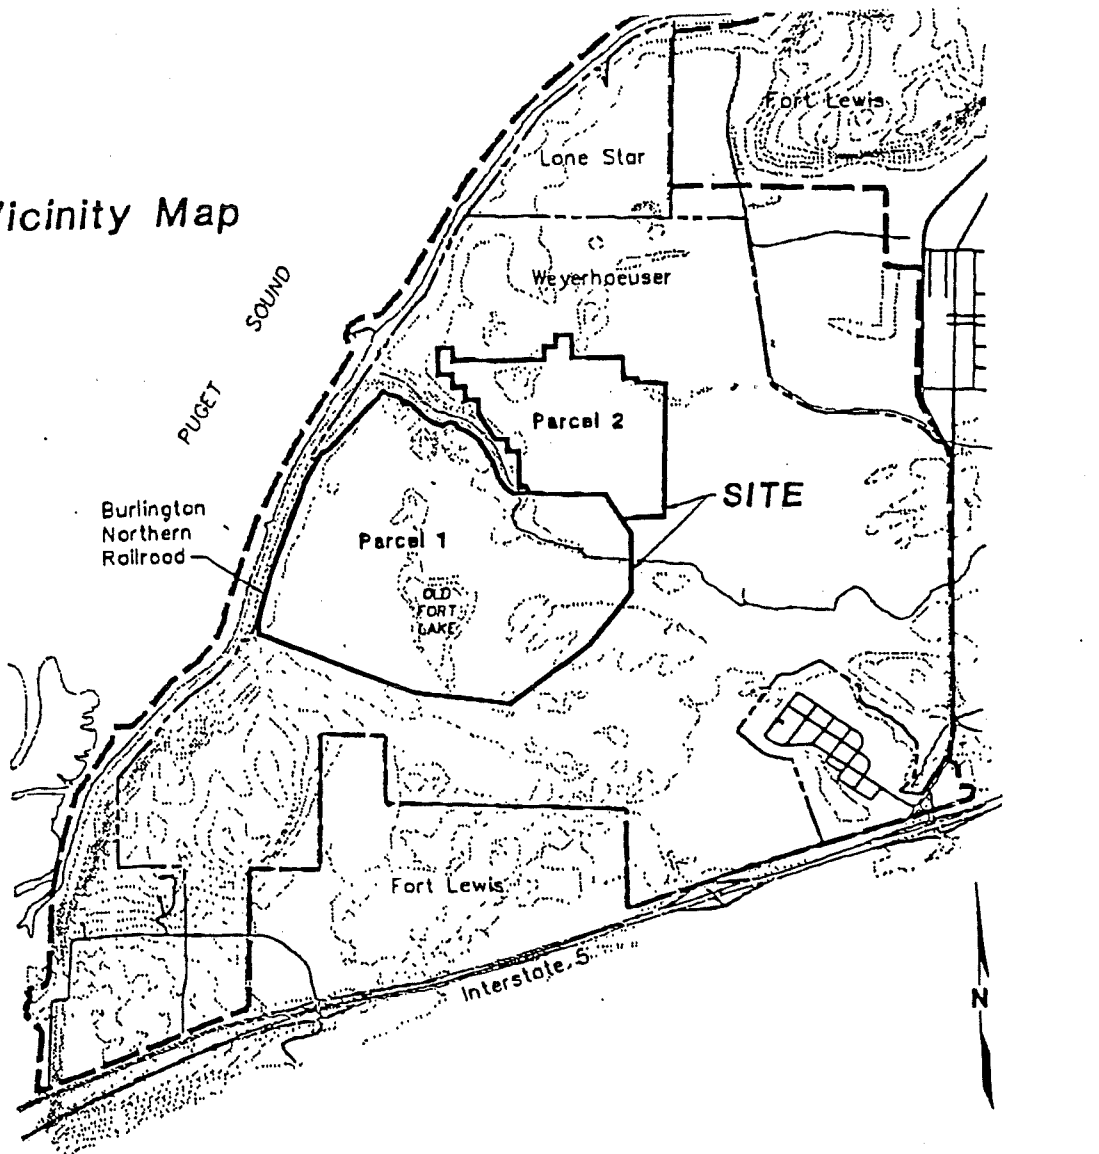 Fort Lewis
Lone Star
Vicinity Map
SOUND
Weyerhaeuser
PUGET
Parcel 2
SITE
Burlington
Northern
Railroad
Parcel 1
OLD
FORT
LAKE
Fort Lewis
Interstate 5
N